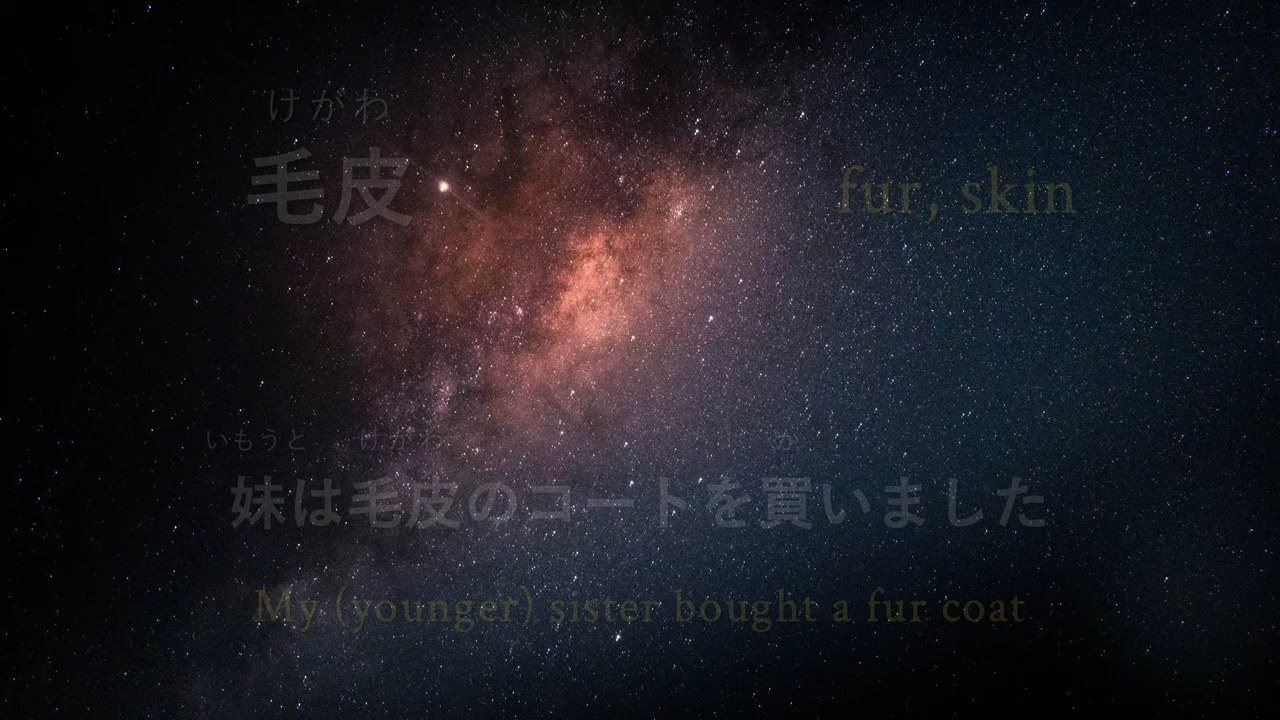 けがわ
毛皮
fur, skin
いもうと けがわ か
妹は毛皮のコートを買いました
My (younger) sister bought a fur coat